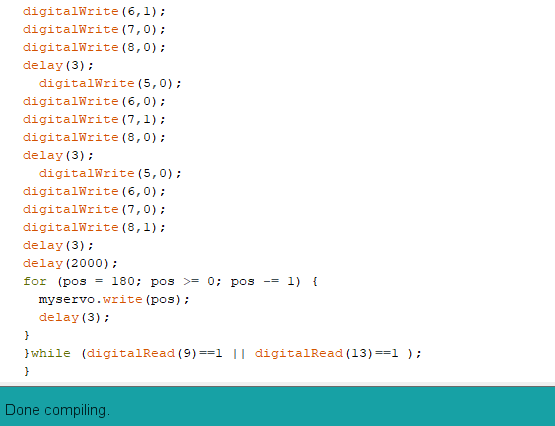 digitalWrite(6,1);
digitalWrite(7,0);
digitalWrite(8,0);
delay(3);
  digitalWrite(5,0);
digitalWrite(6,0);
digitalWrite(7,1);
digitalWrite(8,0);
delay(3);
  digitalWrite(5,0);
digitalWrite(6,0);
digitalWrite(7,0);
digitalWrite(8,1);
delay(3);
delay(2000);
for (pos = 180; pos >= 0; pos -= 1) {
  myservo.write(pos);
  delay(3);
}
}while (digitalRead(9)==1 || digitalRead(13)==1 );
}
Done compiling.